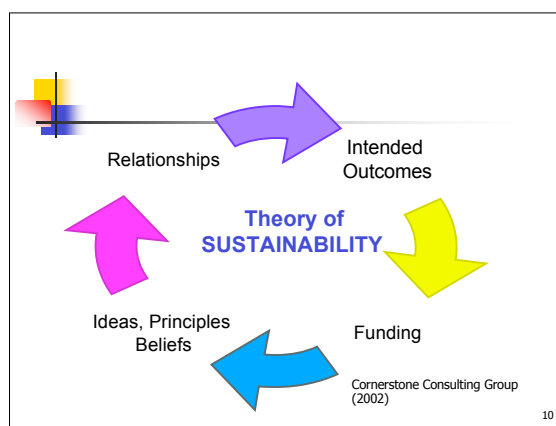 Relationships
Intended
Outcomes
Theory of
SUSTAINABILITY
Ideas, Principles
Beliefs
Funding
Cornerstone Consulting Group
(2002)
10